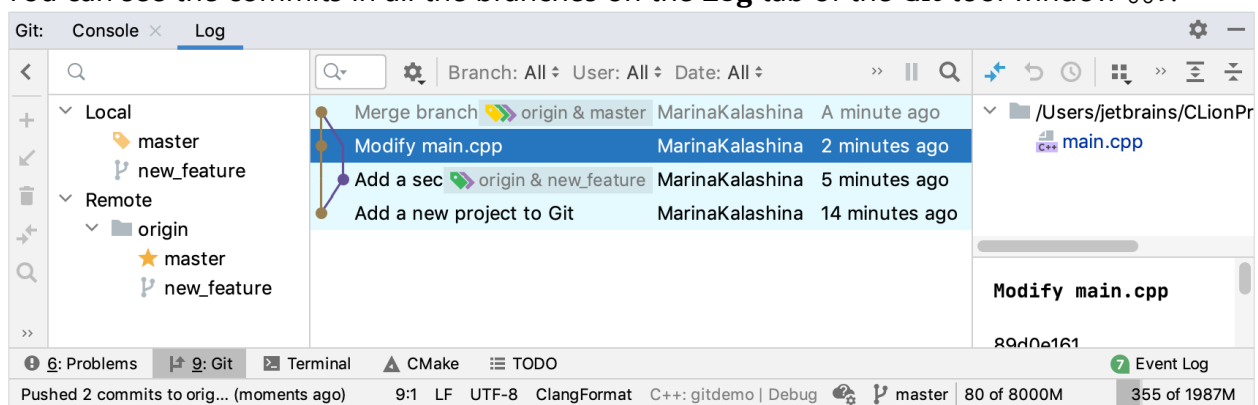 Git: Console Log
Branch: All User: All Date: All
Local
master
new_feature
Remote
origin
master
new_feature
Merge branch origin & master MarinaKalashina A minute ago
Modify main.cpp MarinaKalashina 2 minutes ago
Add a sec origin & new_feature MarinaKalashina 5 minutes ago
Add a new project to Git MarinaKalashina 14 minutes ago
/Users/jetbrains/CLionPr
C++ main.cpp
Modify main.cpp
89d0e161
6: Problems 9: Git Terminal CMake TODO 7 Event Log
Pushed 2 commits to orig... (moments ago) 9:1 LF UTF-8 ClangFormat C++: gitdemo | Debug master 80 of 8000M 355 of 1987M